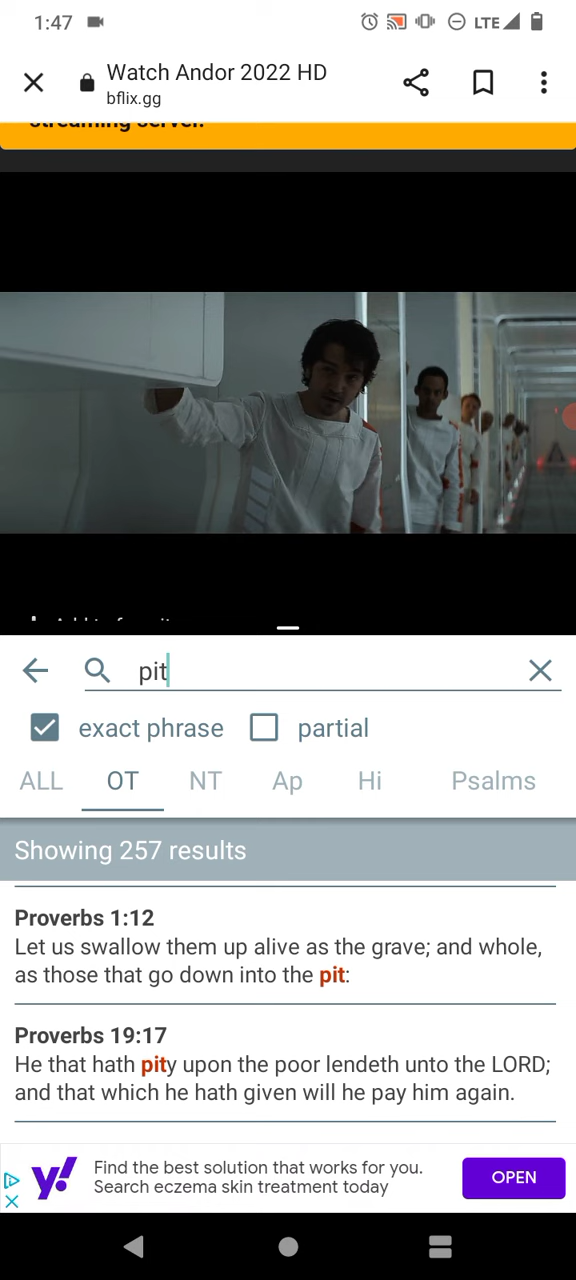 1:47
LTE
Watch Andor 2022 HD
bflix.gg
streaming server.
pit
exact phrase
partial
ALL
OT
NT
Ap
Hi
Psalms
Showing 257 results
Proverbs 1:12
Let us swallow them up alive as the grave; and whole,
as those that go down into the pit:
Proverbs 19:17
He that hath pity upon the poor lendeth unto the LORD;
and that which he hath given will he pay him again.
y!
Find the best solution that works for you.
Search eczema skin treatment today
OPEN